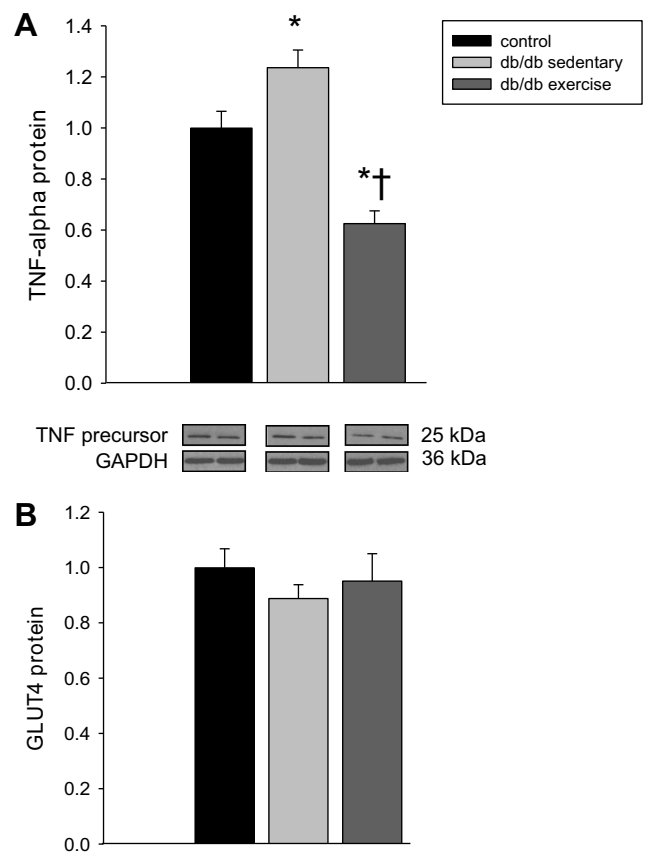 A
TNF-alpha protein
1.4
1.2
1.0
0.8
0.6
0.4
0.2
0.0
*
*†
control
db/db sedentary
db/db exercise
TNF precursor 25 kDa
GAPDH 36 kDa
B
GLUT4 protein
1.2
1.0
0.8
0.6
0.4
0.2
0.0